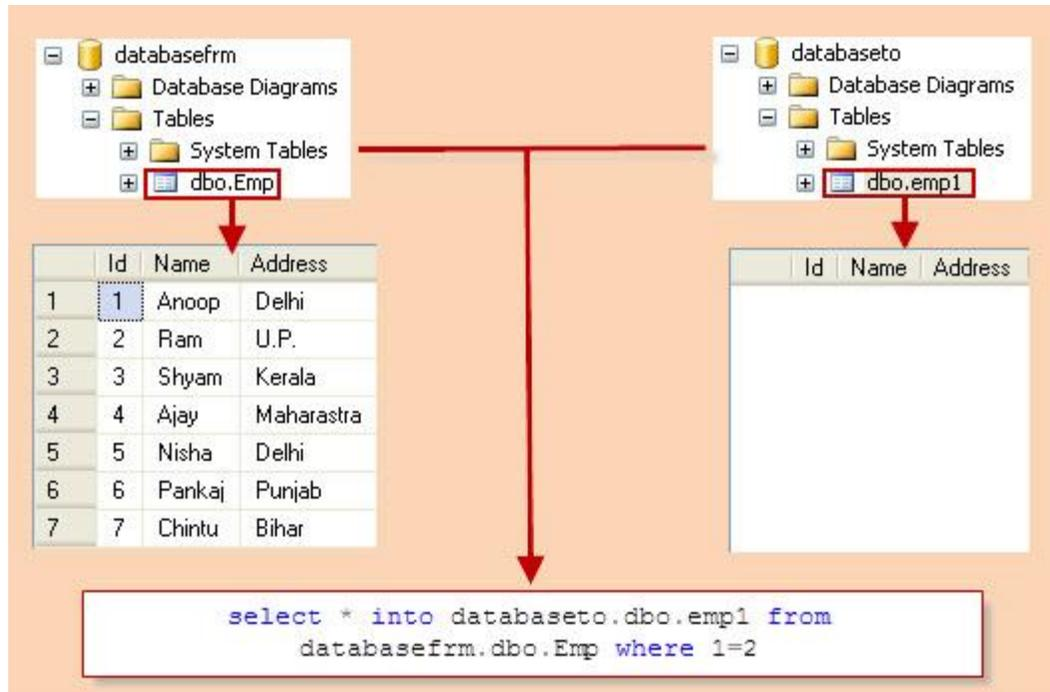 databasefrm
Database Diagrams
Tables
System Tables
dbo.Emp
databaseto
Database Diagrams
Tables
System Tables
dbo.emp1
Id Name Address
1 1 Anoop Delhi
2 2 Ram U.P.
3 3 Shyam Kerala
4 4 Ajay Maharastra
5 5 Nisha Delhi
6 6 Pankaj Punjab
7 7 Chintu Bihar
Id Name Address
select * into databaseto.dbo.emp1 from
databasefrm.dbo.Emp where 1=2